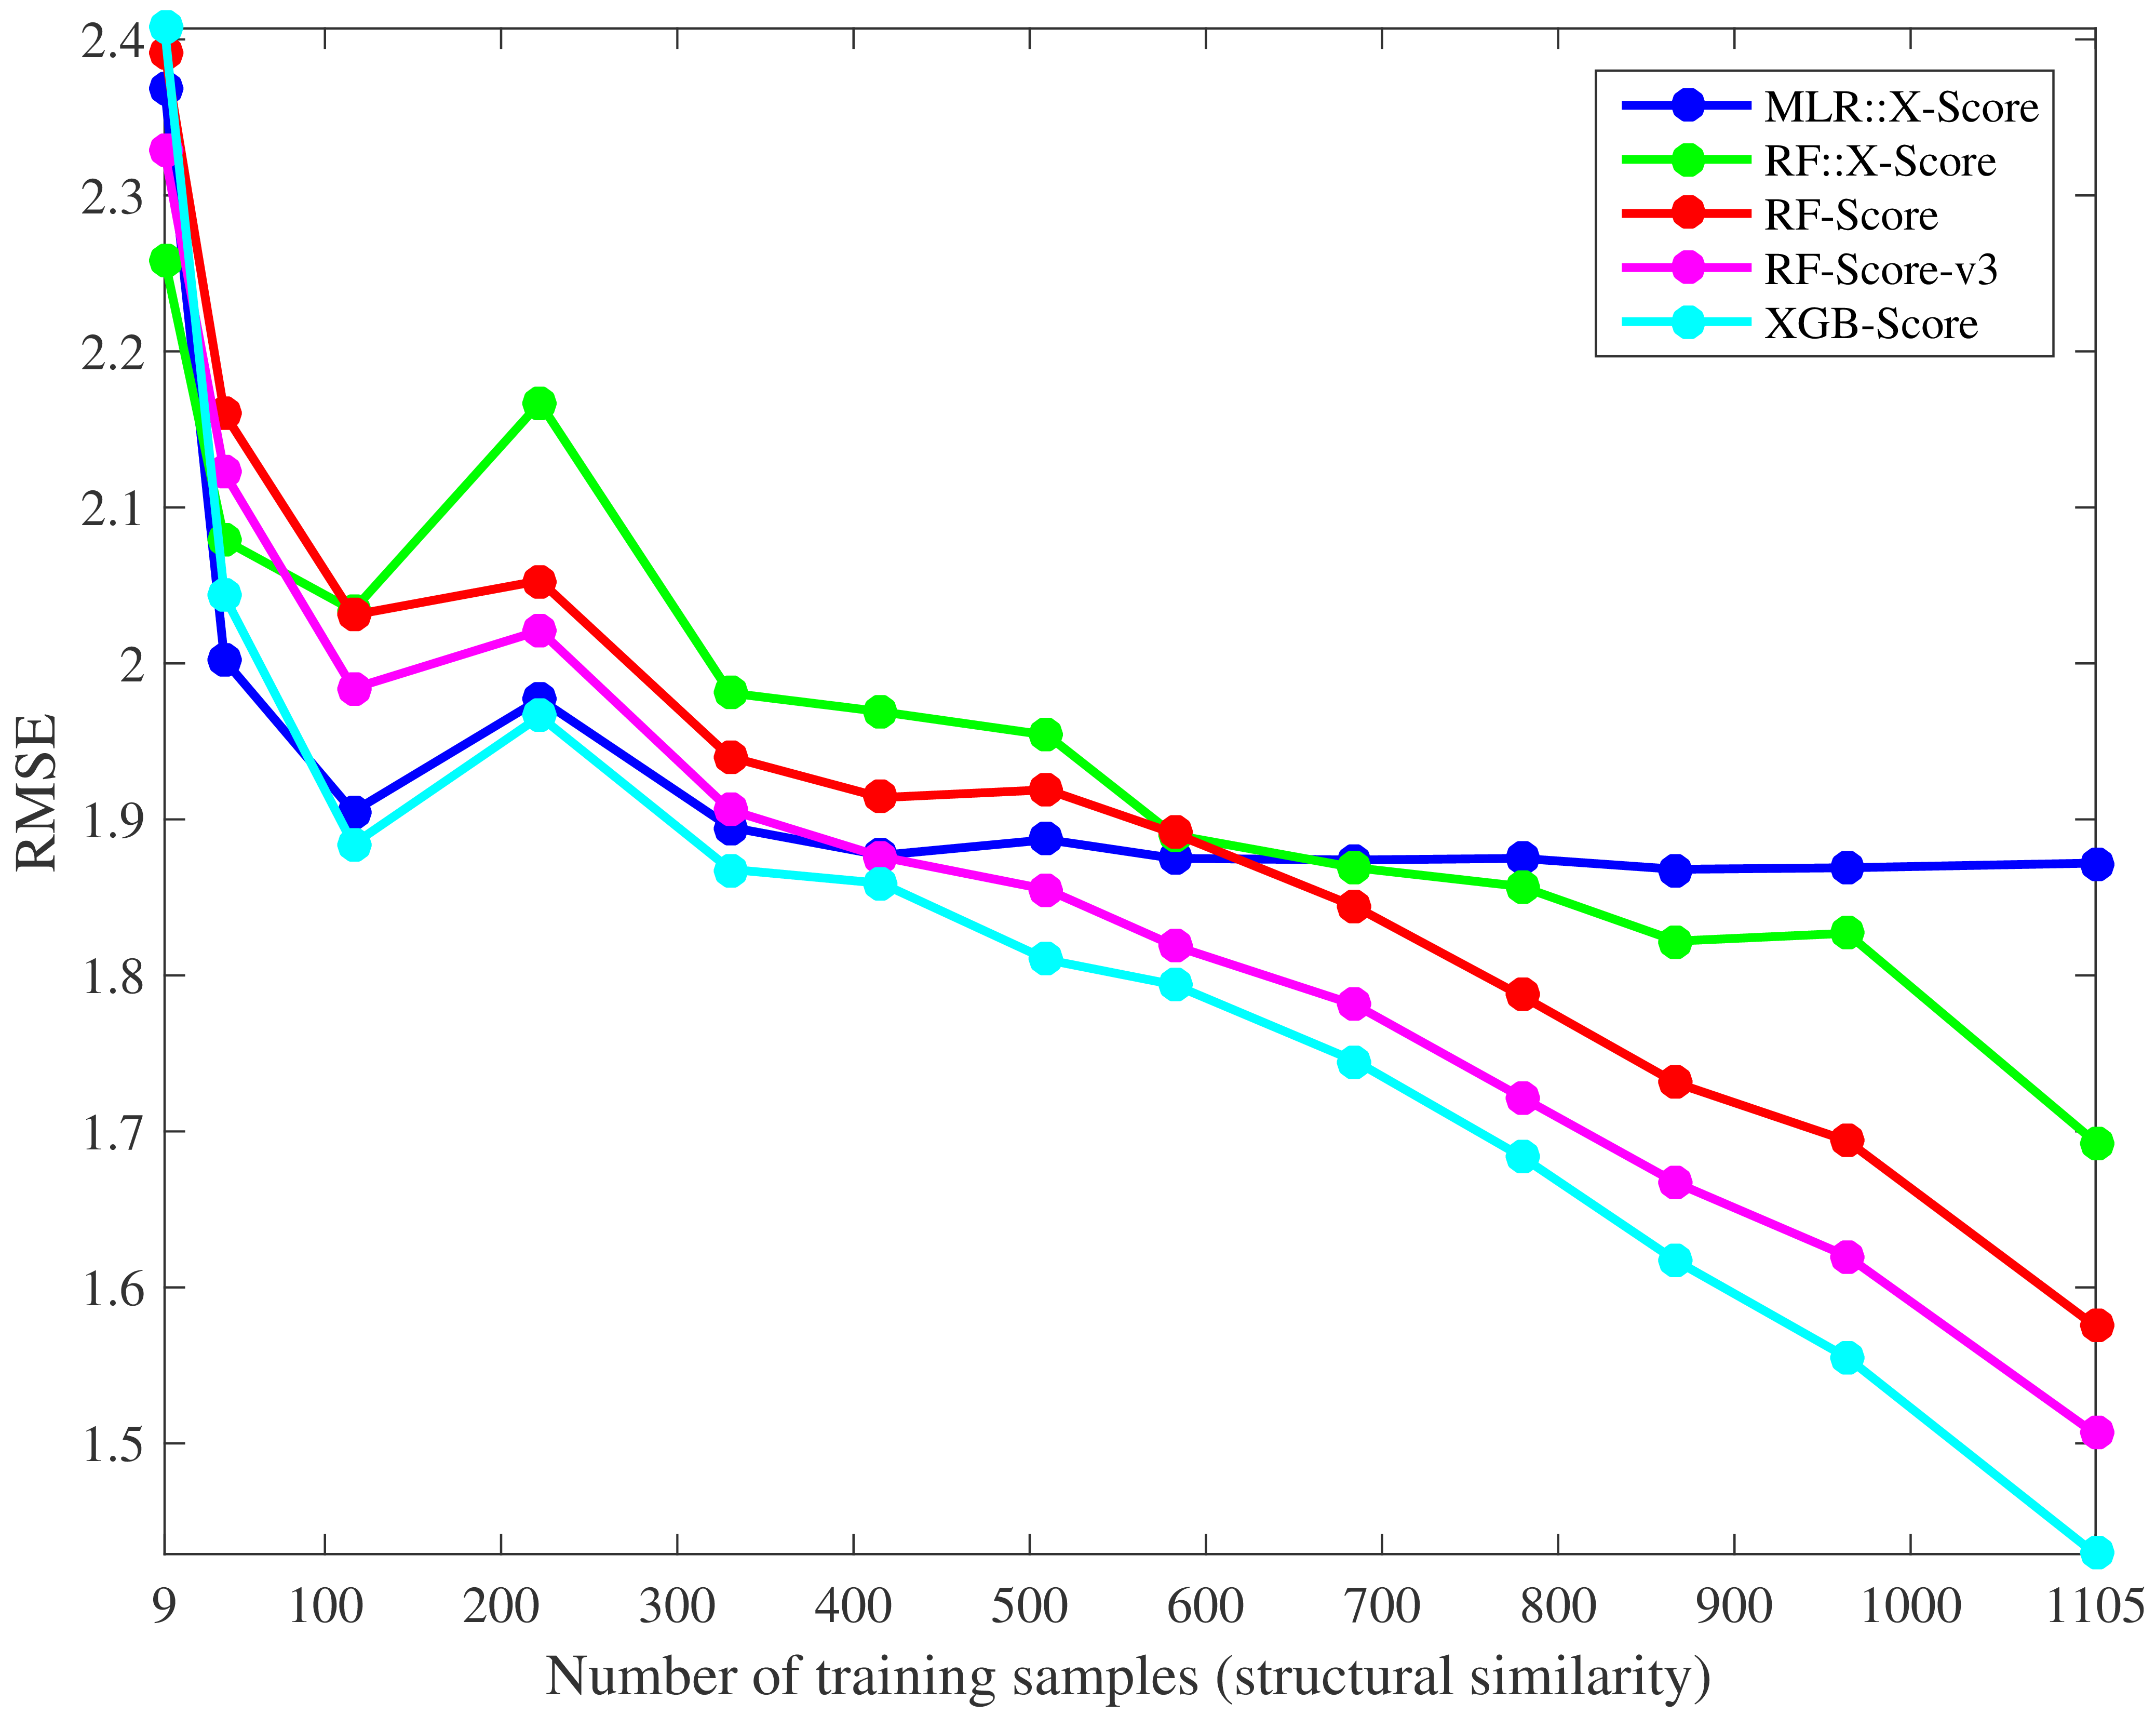 2.4
2.3
2.2
2.1
2
1.9
1.8
1.7
1.6
1.5
RMSE
MLR::X-Score
RF::X-Score
RF-Score
RF-Score-v3
XGB-Score
9 100 200 300 400 500 600 700 800 900 1000 1105
Number of training samples (structural similarity)